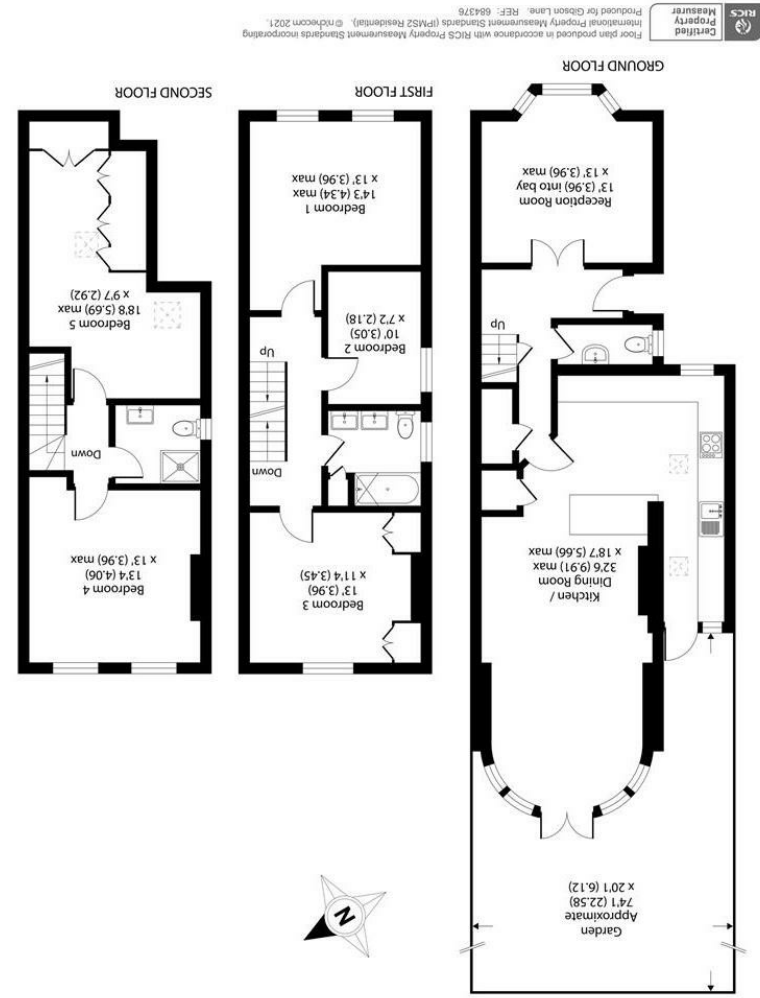 Garden
Approximate
74'1 (22.58)
x 20'1 (6.12)
N
Kitchen /
Dining Room
32'6 (9.91) max
x 18'7 (5.66) max
Up
Reception Room
13' (3.96) into bay
x 13' (3.96) max
GROUND FLOOR
Bedroom 3
13' (3.96)
x 11'4 (3.45)
Down
Up
Bedroom 2
10' (3.05)
x 7'2 (2.18)
Bedroom 1
14'3 (4.34) max
x 13' (3.96) max
FIRST FLOOR
Bedroom 4
13'4 (4.06)
x 13' (3.96) max
Down
Bedroom 5
18'8 (5.69) max
x 9'7 (2.92)
SECOND FLOOR
RICS
Certified
Property
Measurer
Floor plan produced in accordance with RICS Property Measurement Standards incorporating
International Property Measurement Standards (IPMS2 Residential). © nichecom 2021.
Produced for Gibson Lane. REF: 684376